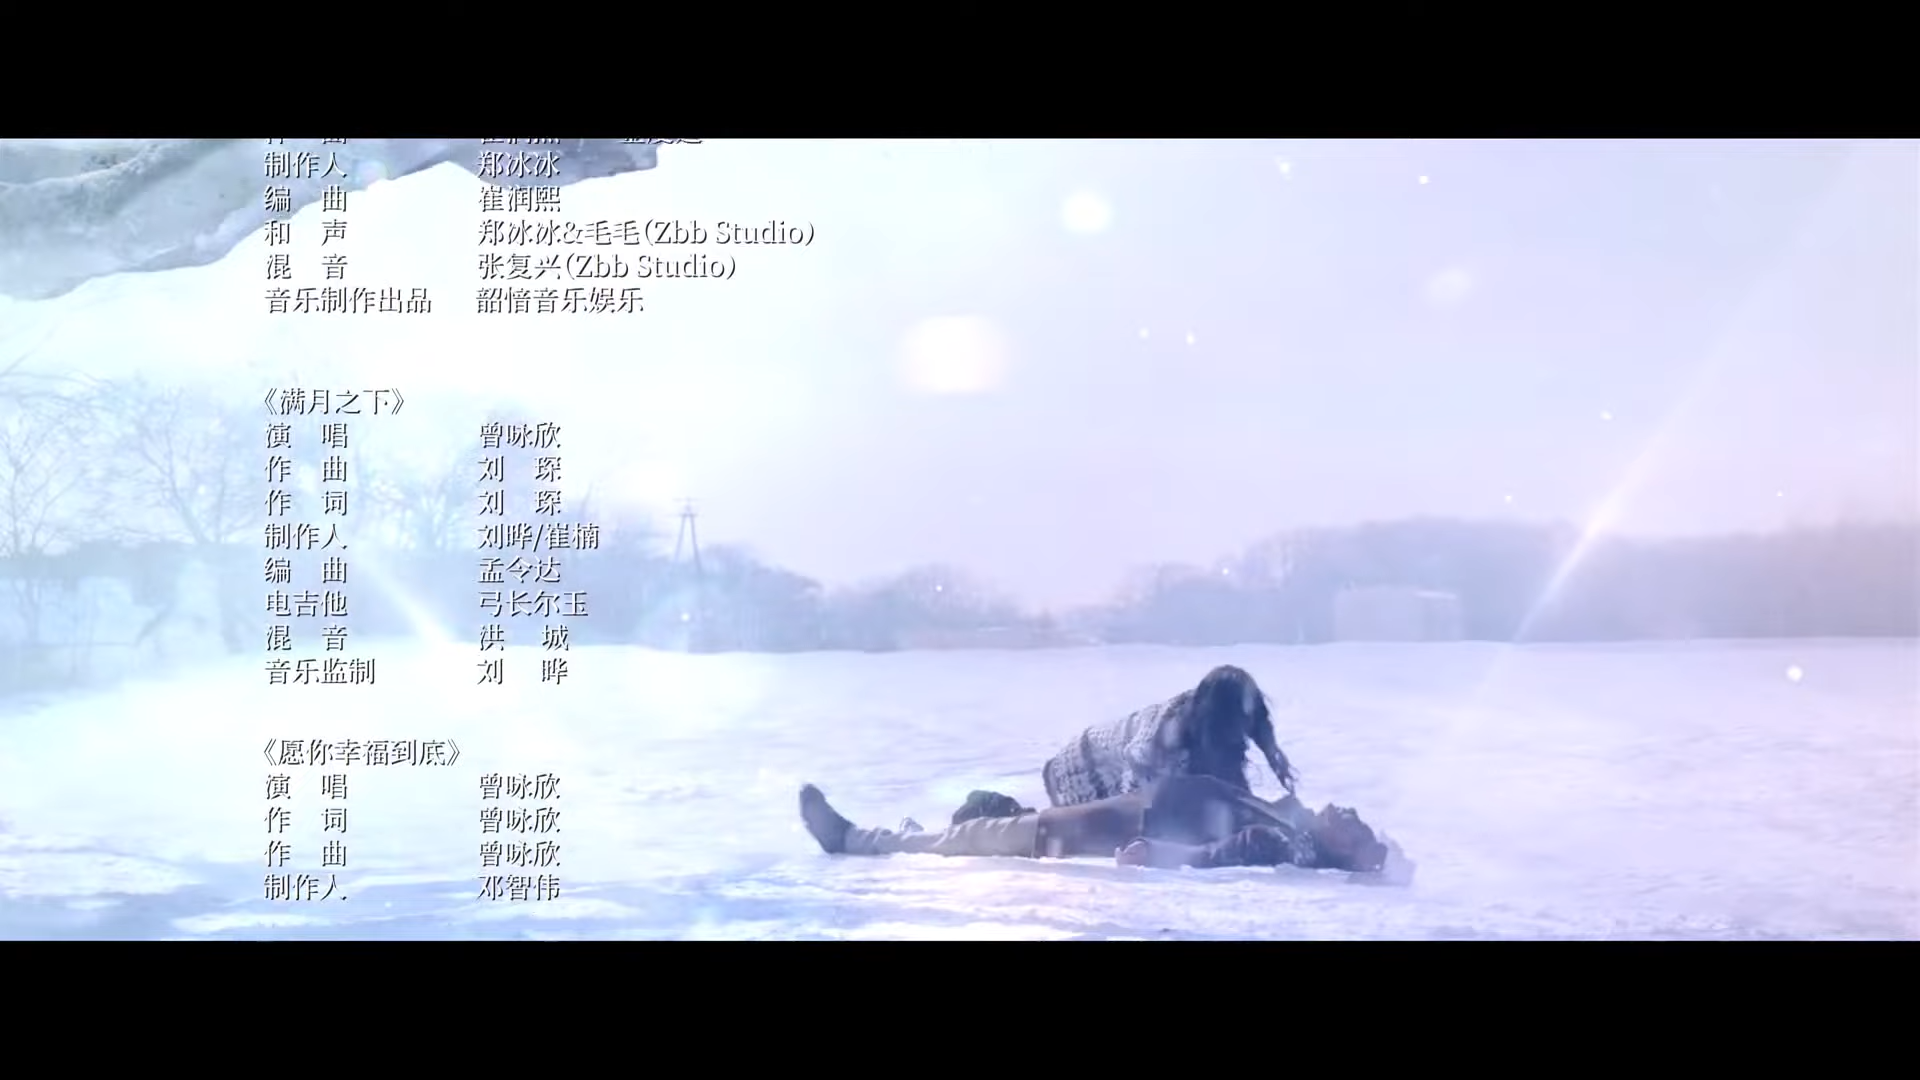 制作人 郑冰冰
编 曲 崔润熙
和 声 郑冰冰&毛毛(Zbb Studio)
混 音 张复兴(Zbb Studio)
音乐制作出品 韶愔音乐娱乐
《满月之下》
演 唱 曾咏欣
作 曲 刘 琛
作 词 刘 琛
制作人 刘晔/崔楠
编 曲 孟令达
电吉他 弓长尔玉
混 音 洪 城
音乐监制 刘 晔
《愿你幸福到底》
演 唱 曾咏欣
作 词 曾咏欣
作 曲 曾咏欣
制作人 邓智伟